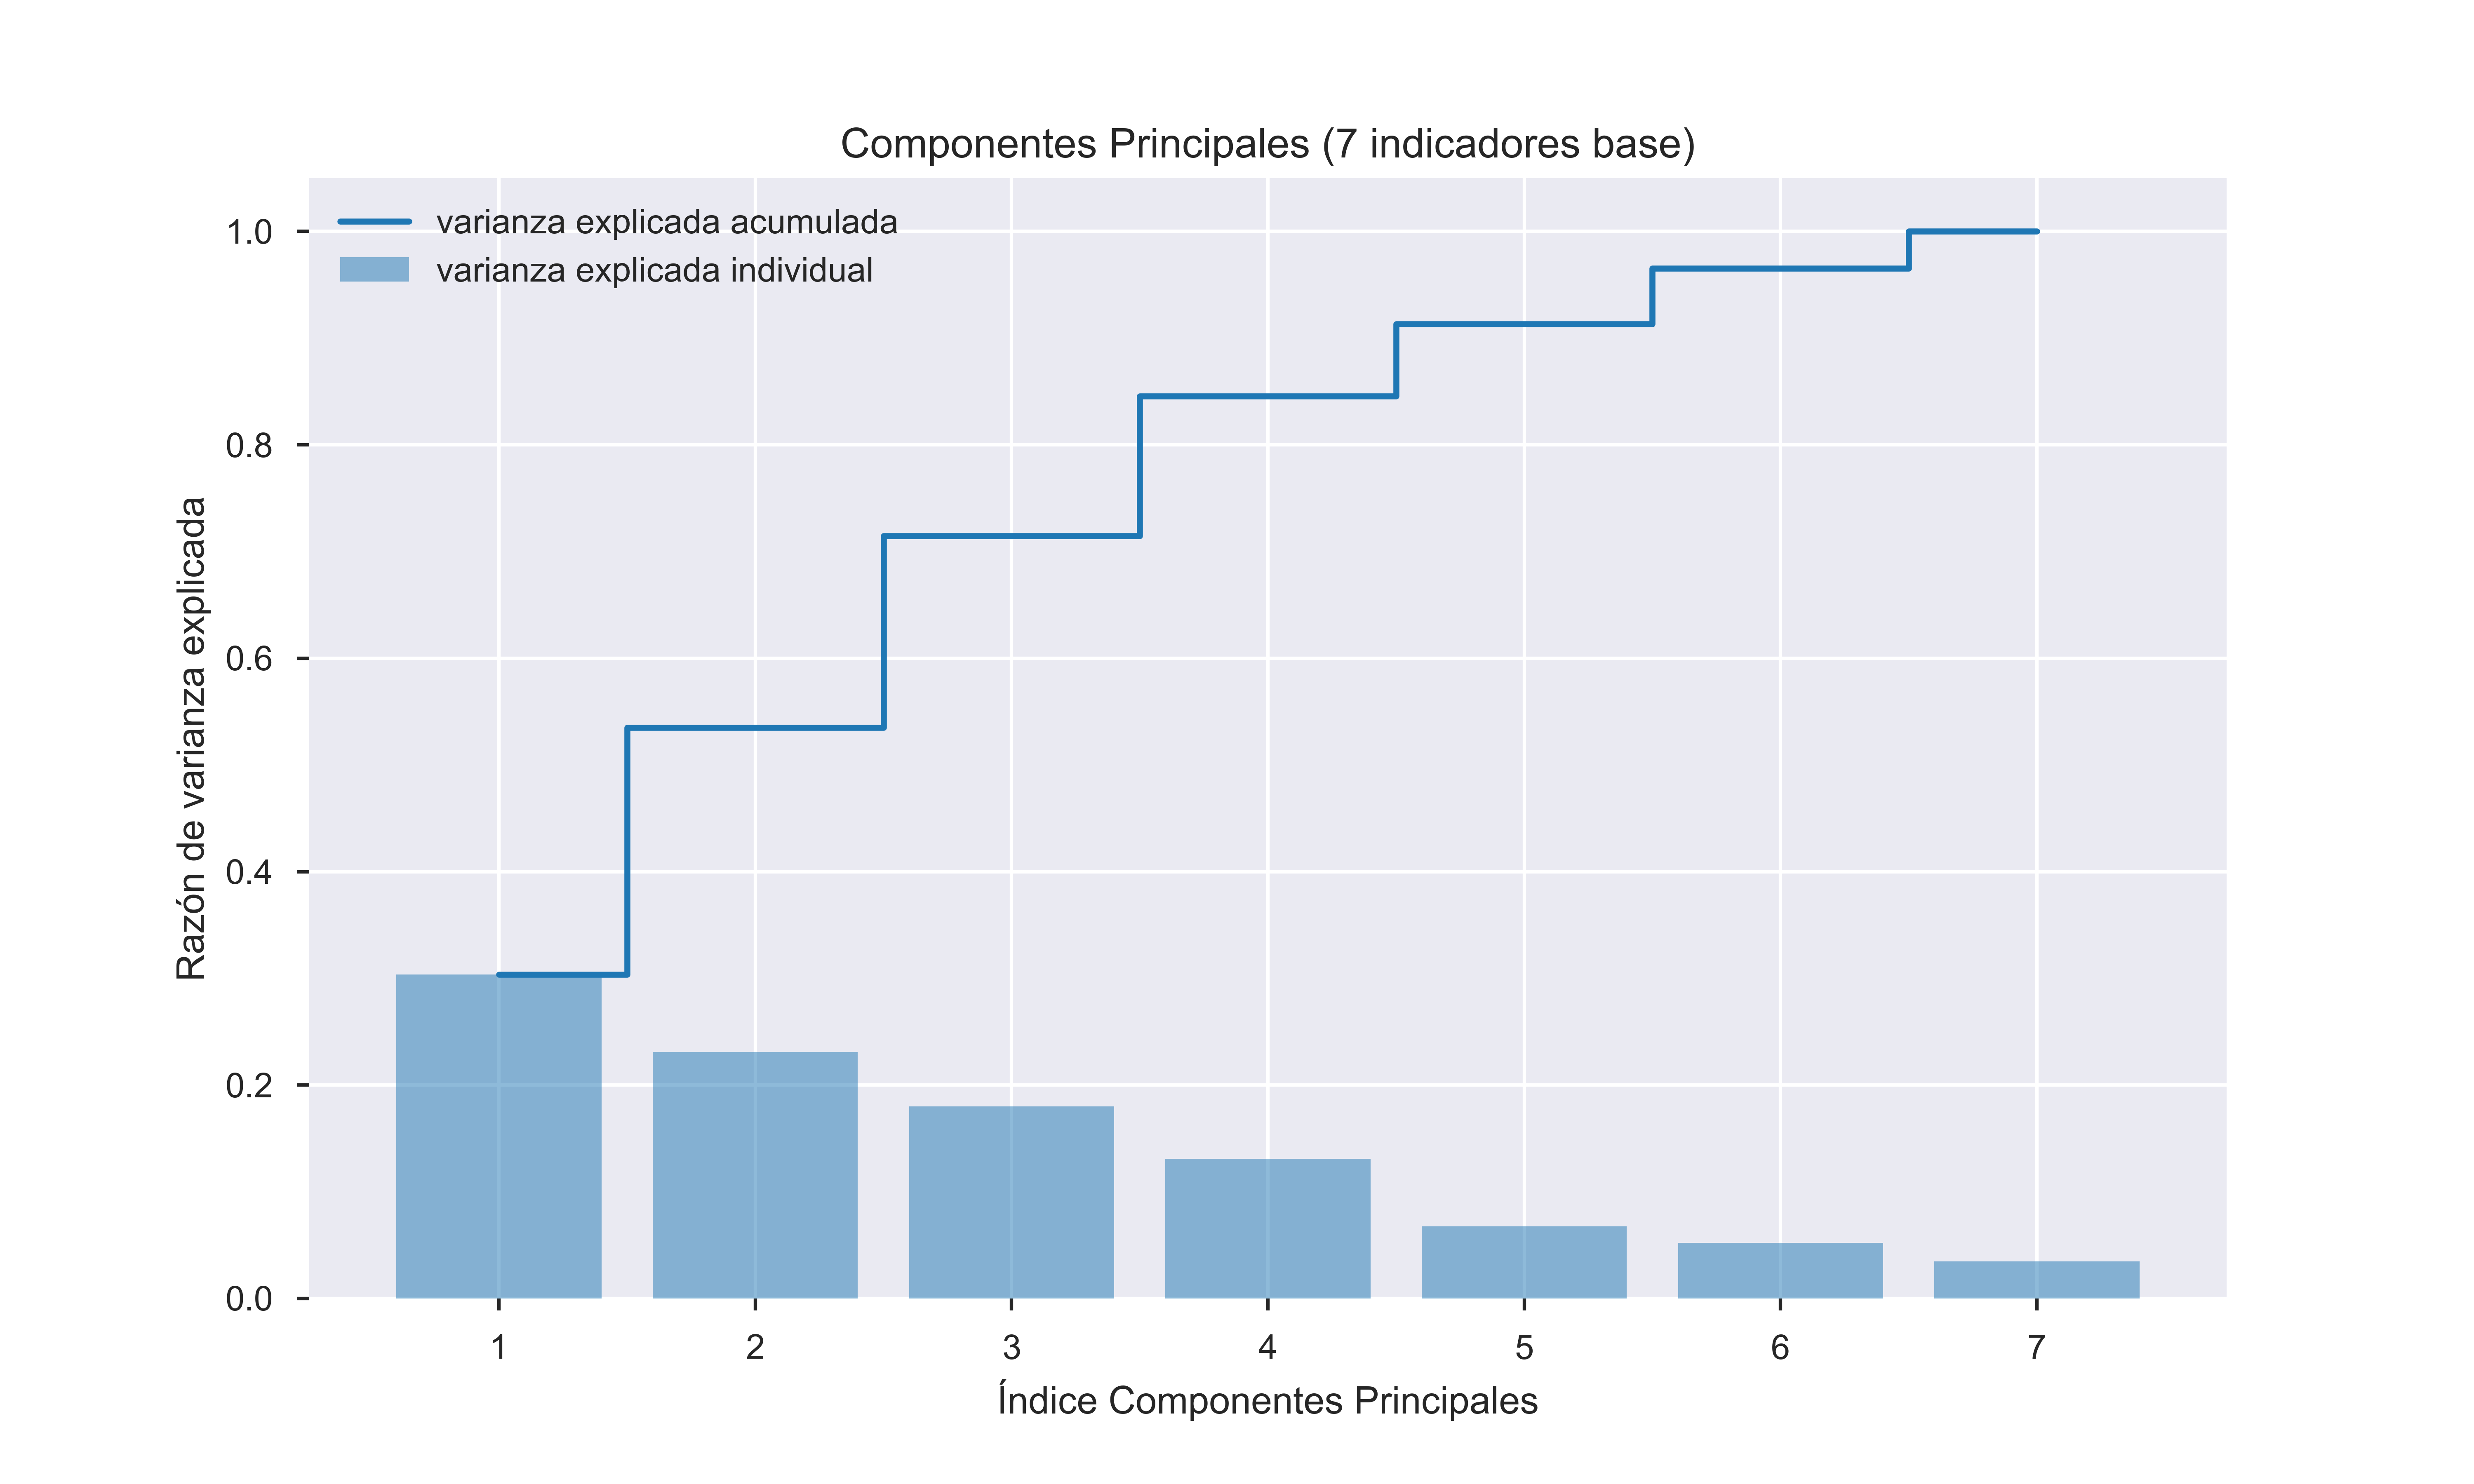 Componentes Principales (7 indicadores base)
varianza explicada acumulada
varianza explicada individual
Razón de varianza explicada
1.0
0.8
0.6
0.4
0.2
0.0
1 2 3 4 5 6 7
Índice Componentes Principales